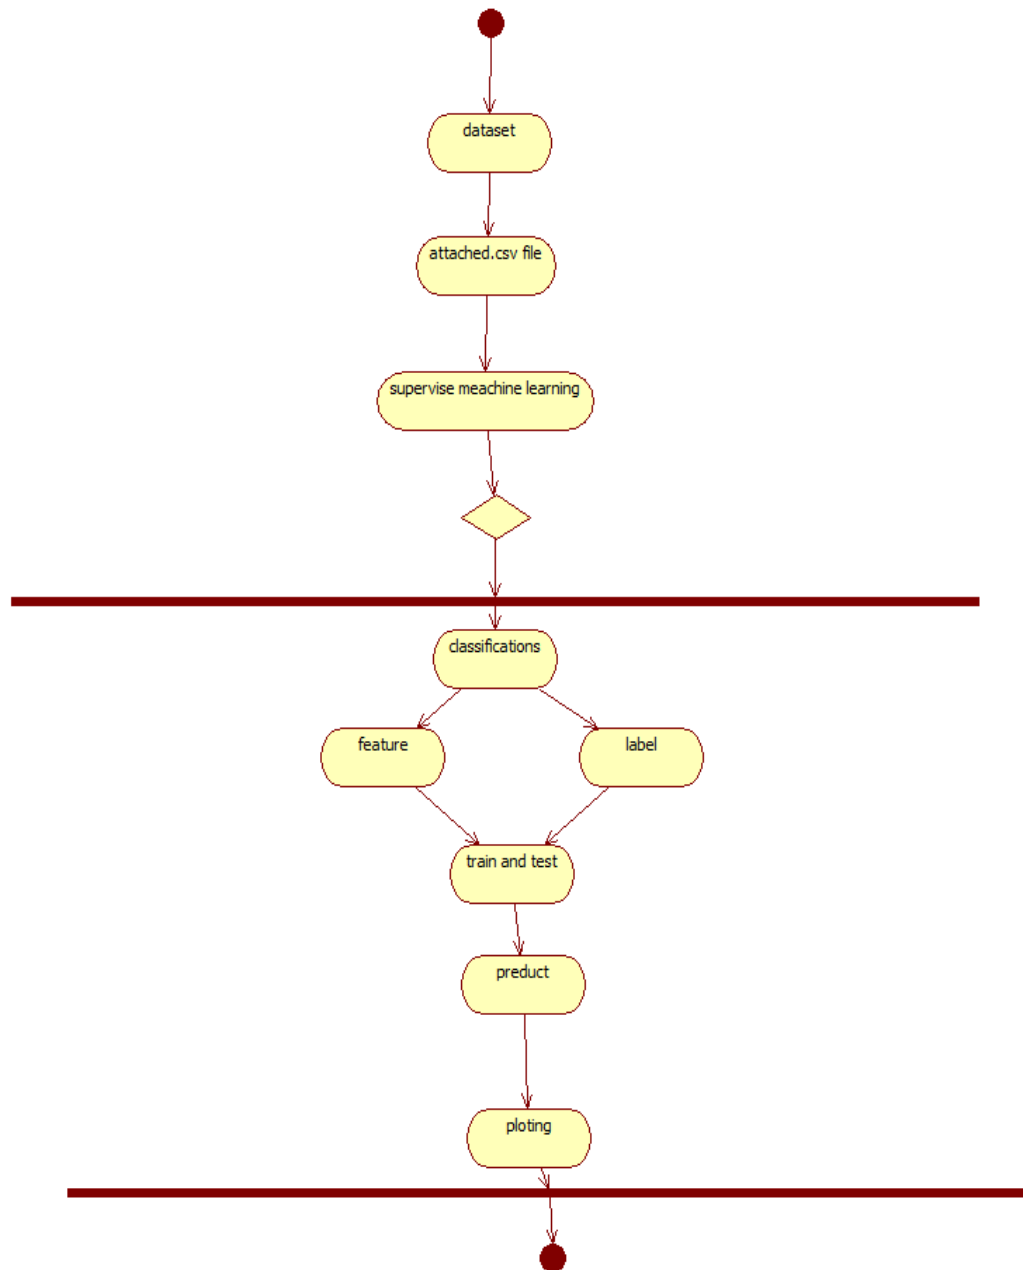 dataset
attached.csv file
supervise meachine learning
classifications
feature
label
train and test
preduct
ploting